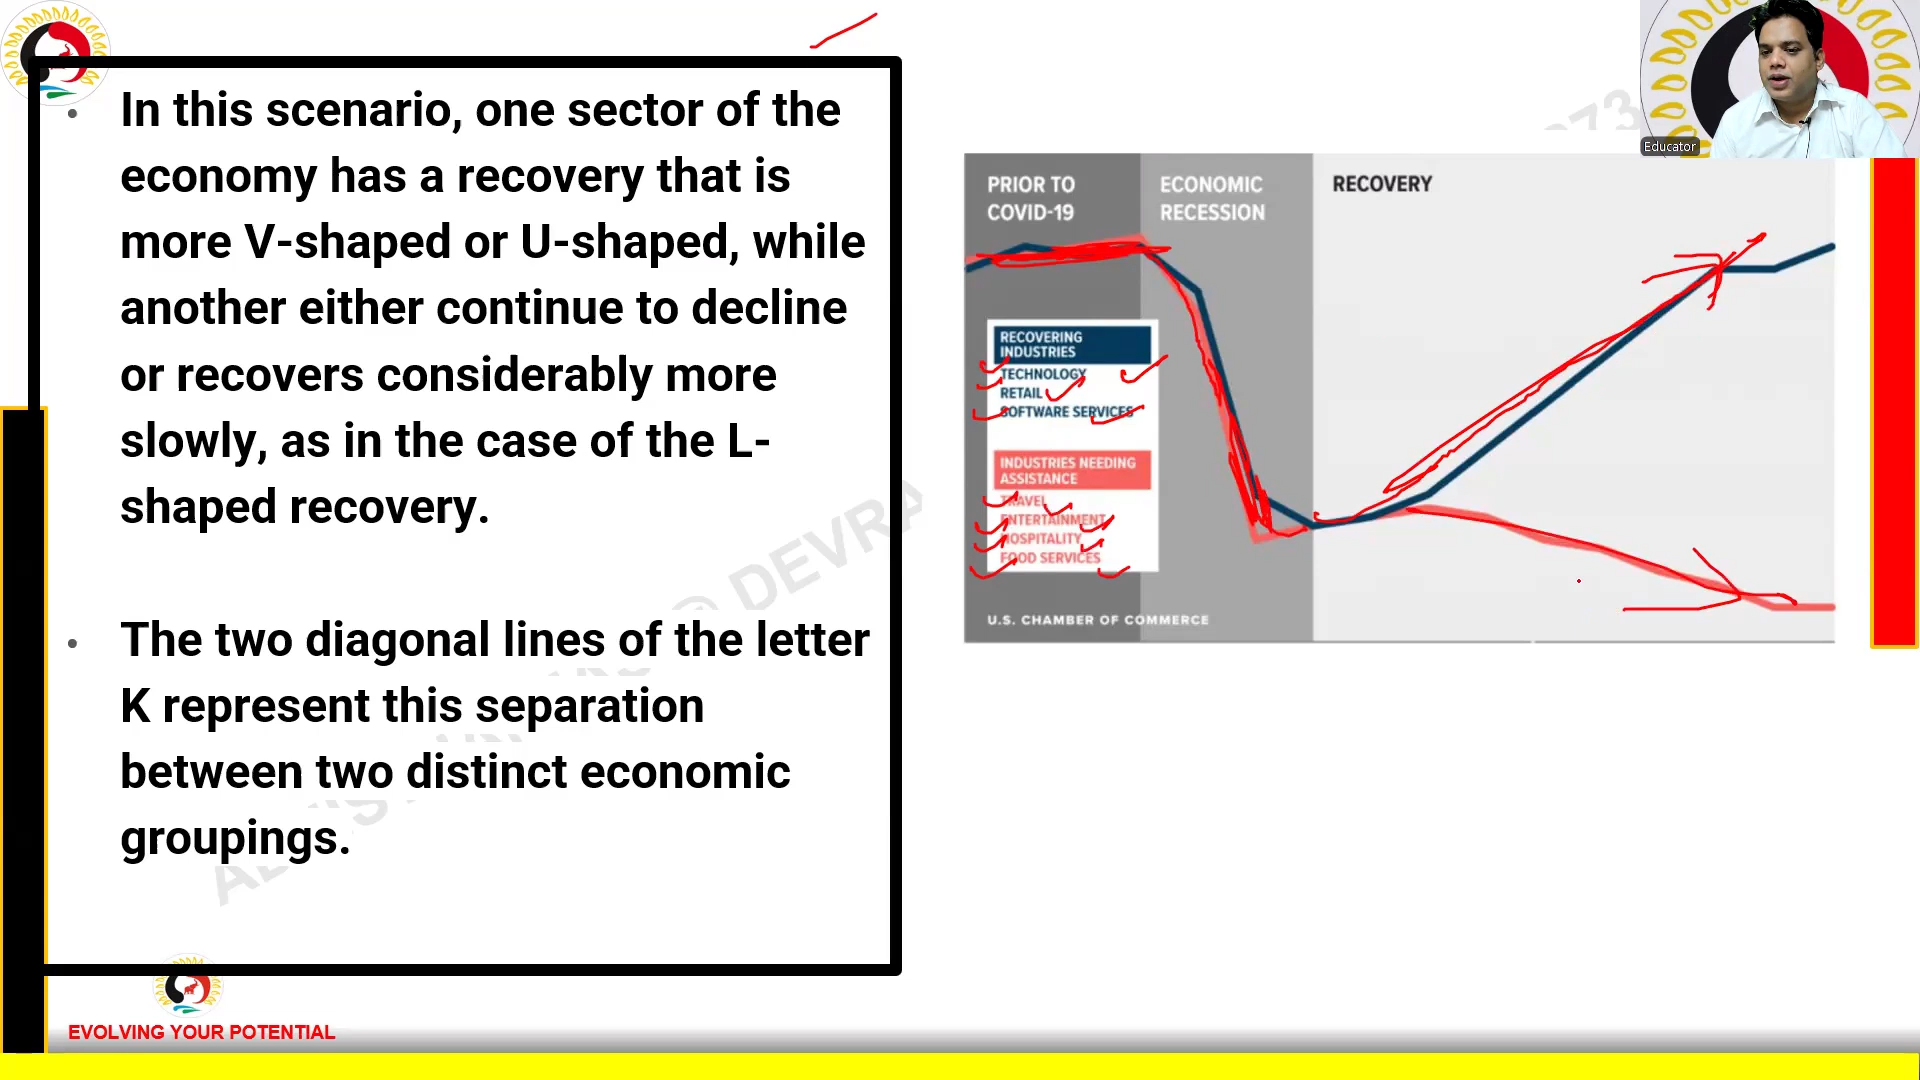 In this scenario, one sector of the
economy has a recovery that is
more V-shaped or U-shaped, while
another either continue to decline
or recovers considerably more
slowly, as in the case of the L-
shaped recovery.
The two diagonal lines of the letter
K represent this separation
between two distinct economic
groupings.
Educator
PRIOR TO
COVID-19
ECONOMIC
RECESSION
RECOVERY
RECOVERING
INDUSTRIES
TECHNOLOGY
RETAIL
SOFTWARE SERVICES
INDUSTRIES NEEDING
ASSISTANCE
TRAVEL
ENTERTAINMENT
HOSPITALITY
FOOD SERVICES
U.S. CHAMBER OF COMMERCE
EVOLVING YOUR POTENTIAL